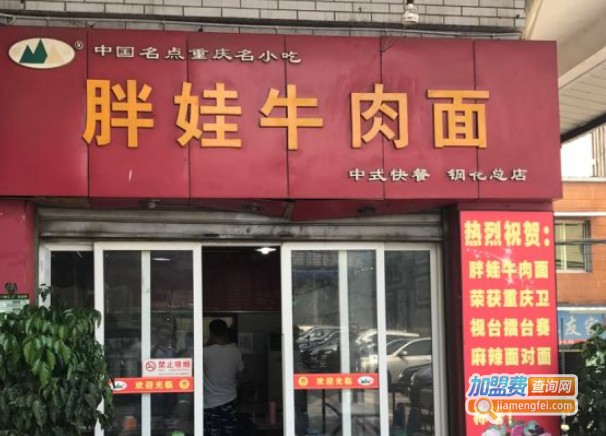 ®
中国名点重庆名小吃
胖娃牛肉面
中式快餐 钢化总店
热烈祝贺:
胖娃牛肉面
荣获重庆卫
视台擂台赛
麻辣面对面
禁止吸烟
欢迎光临
欢迎光临
加盟费查询网
jiamengfei.com